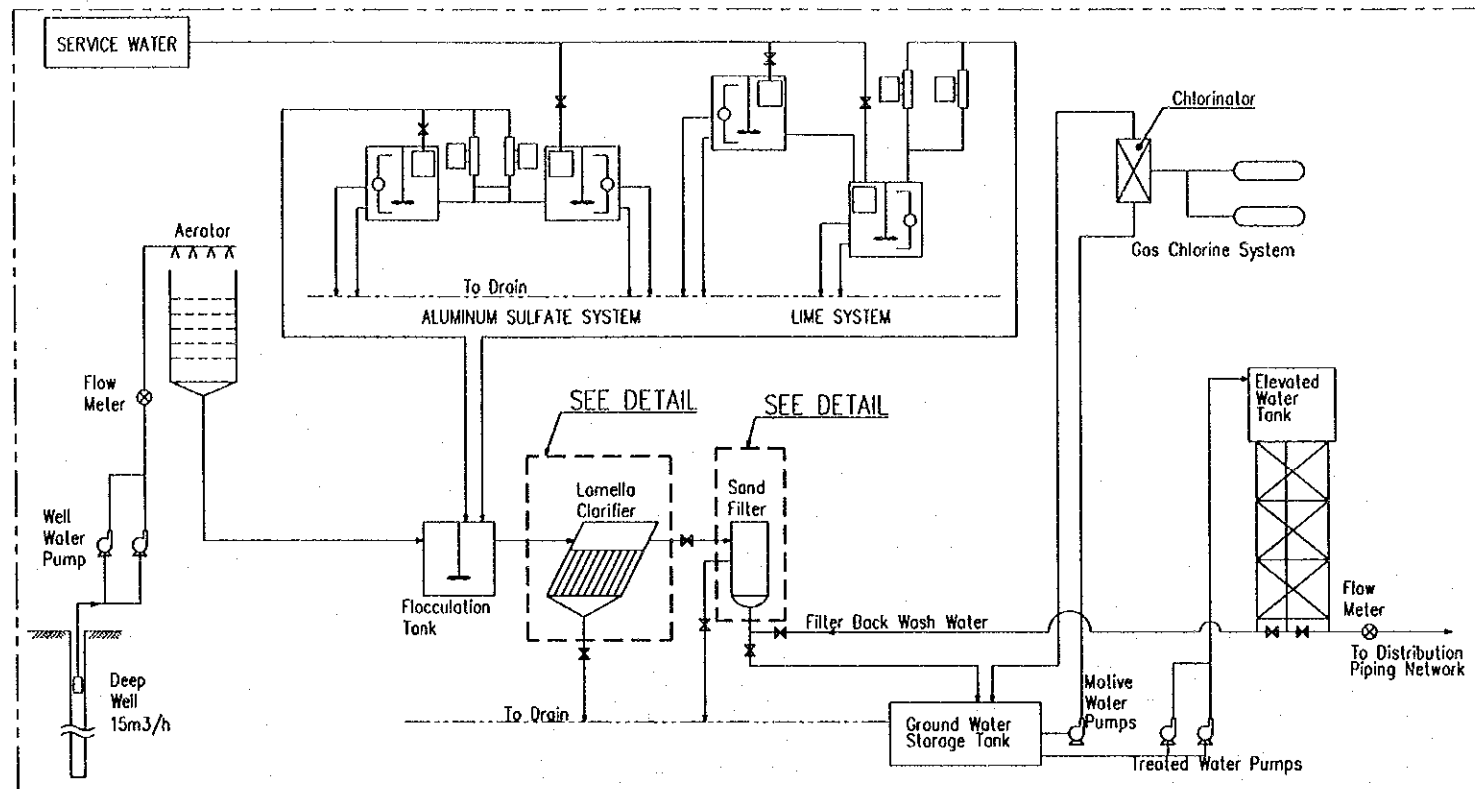 SERVICE WATER
Chlorinator
Gas Chlorine System
Aerator
To Drain
ALUMINUM SULFATE SYSTEM
LIME SYSTEM
Flow
Meter
SEE DETAIL
SEE DETAIL
Elevated
Water
Tank
Lamella
Clarifier
Sand
Filter
Well
Water
Pump
Flocculation
Tank
Filter Back Wash Water
Flow
Meter
To Distribution
Piping Network
Deep
Well
15m3/h
To Drain
Ground Water
Storage Tank
Motive
Water
Pumps
Treated Water Pumps